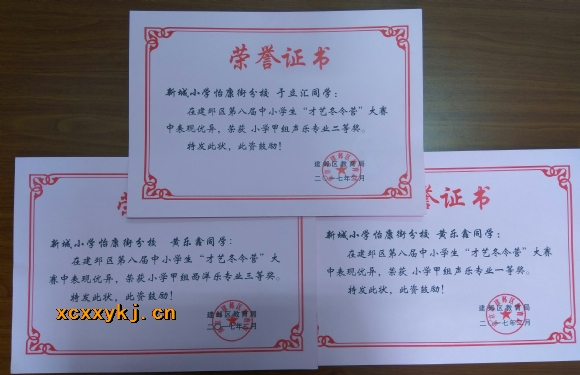 荣誉证书
新城小学怡康街分校 于立汇同学：
在建邺区第八届中小学生“才艺冬令营”大赛
中表现优异，荣获 小学甲组声乐专业二等奖。
特发此状，此资鼓励！
建邺区教育局
二〇一七年二月
荣
新城小学怡康街分校 黄乐鑫同学：
在建邺区第八届中小学生“才艺冬令营”大
赛中表现优异，荣获 小学甲组西洋乐专业三等奖。
特发此状，此资鼓励！
建邺区教育局
二〇一七年二月
誉证书
新城小学怡康街分校 黄乐鑫同学：
在建邺区第八届中小学生“才艺冬令营”大赛
中表现优异，荣获 小学甲组声乐专业一等奖。
特发此状，此资鼓励！
建邺区教育局
二〇一七年二月
xcxxykj.cn